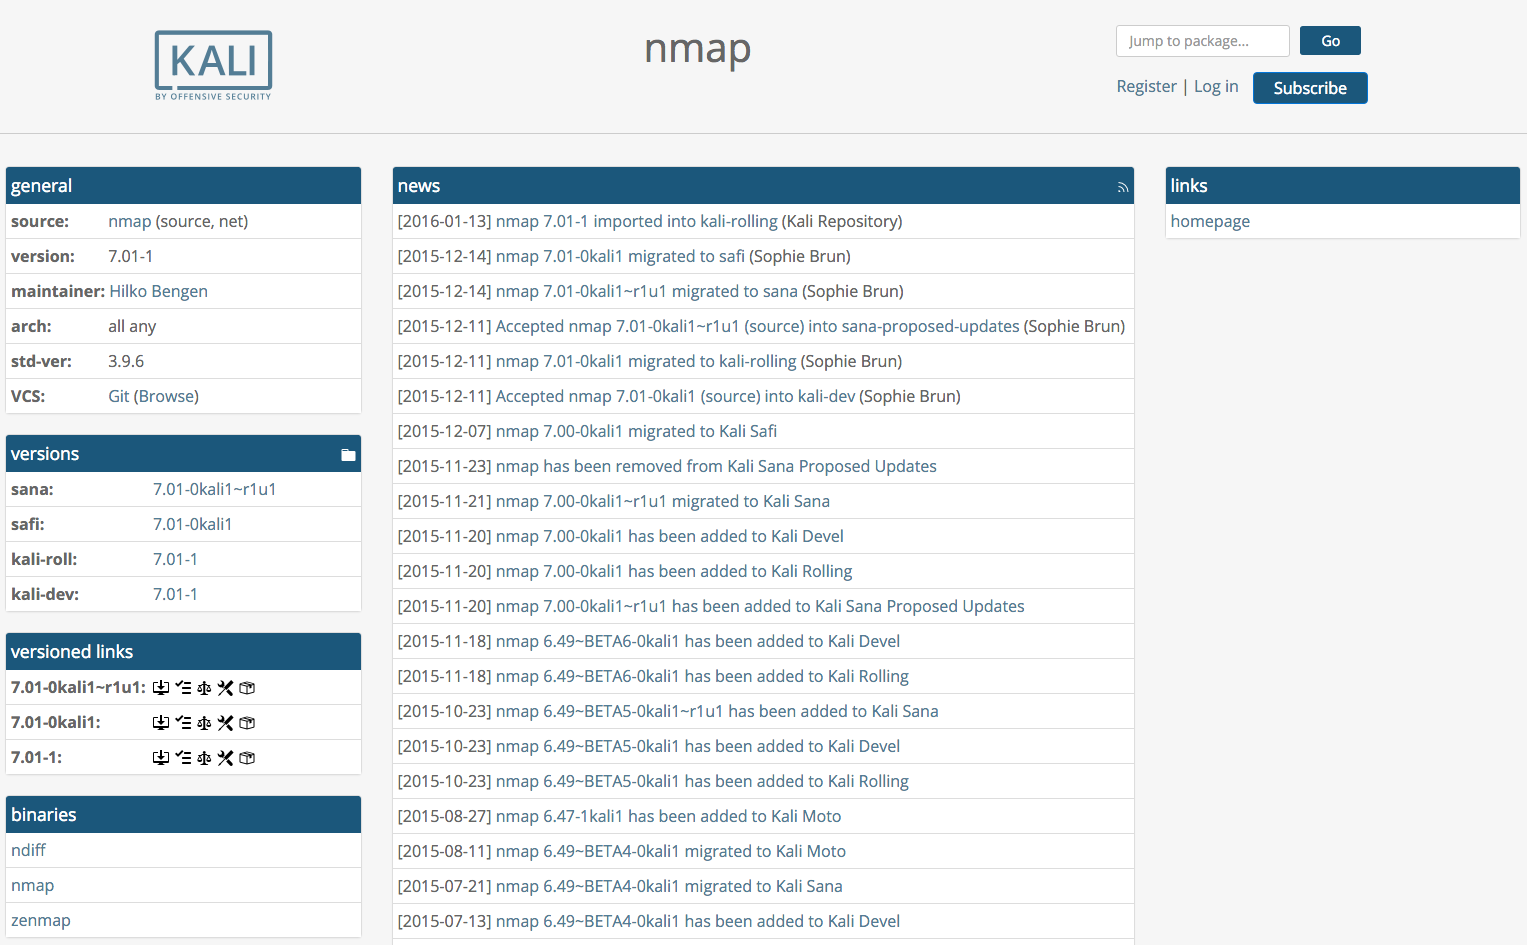 KALI
BY OFFENSIVE SECURITY
nmap
Jump to package...
Go
Register | Log in
Subscribe
general
source: nmap (source, net)
version: 7.01-1
maintainer: Hilko Bengen
arch: all any
std-ver: 3.9.6
VCS: Git (Browse)
versions
sana: 7.01-0kali1~r1u1
safi: 7.01-0kali1
kali-roll: 7.01-1
kali-dev: 7.01-1
versioned links
7.01-0kali1~r1u1:
7.01-0kali1:
7.01-1:
binaries
ndiff
nmap
zenmap
news
[2016-01-13] nmap 7.01-1 imported into kali-rolling (Kali Repository)
[2015-12-14] nmap 7.01-0kali1 migrated to safi (Sophie Brun)
[2015-12-14] nmap 7.01-0kali1~r1u1 migrated to sana (Sophie Brun)
[2015-12-11] Accepted nmap 7.01-0kali1~r1u1 (source) into sana-proposed-updates (Sophie Brun)
[2015-12-11] nmap 7.01-0kali1 migrated to kali-rolling (Sophie Brun)
[2015-12-11] Accepted nmap 7.01-0kali1 (source) into kali-dev (Sophie Brun)
[2015-12-07] nmap 7.00-0kali1 migrated to Kali Safi
[2015-11-23] nmap has been removed from Kali Sana Proposed Updates
[2015-11-21] nmap 7.00-0kali1~r1u1 migrated to Kali Sana
[2015-11-20] nmap 7.00-0kali1 has been added to Kali Devel
[2015-11-20] nmap 7.00-0kali1 has been added to Kali Rolling
[2015-11-20] nmap 7.00-0kali1~r1u1 has been added to Kali Sana Proposed Updates
[2015-11-18] nmap 6.49~BETA6-0kali1 has been added to Kali Devel
[2015-11-18] nmap 6.49~BETA6-0kali1 has been added to Kali Rolling
[2015-10-23] nmap 6.49~BETA5-0kali1~r1u1 has been added to Kali Sana
[2015-10-23] nmap 6.49~BETA5-0kali1 has been added to Kali Devel
[2015-10-23] nmap 6.49~BETA5-0kali1 has been added to Kali Rolling
[2015-08-27] nmap 6.47-1kali1 has been added to Kali Moto
[2015-08-11] nmap 6.49~BETA4-0kali1 migrated to Kali Moto
[2015-07-21] nmap 6.49~BETA4-0kali1 migrated to Kali Sana
[2015-07-13] nmap 6.49~BETA4-0kali1 has been added to Kali Devel
links
homepage